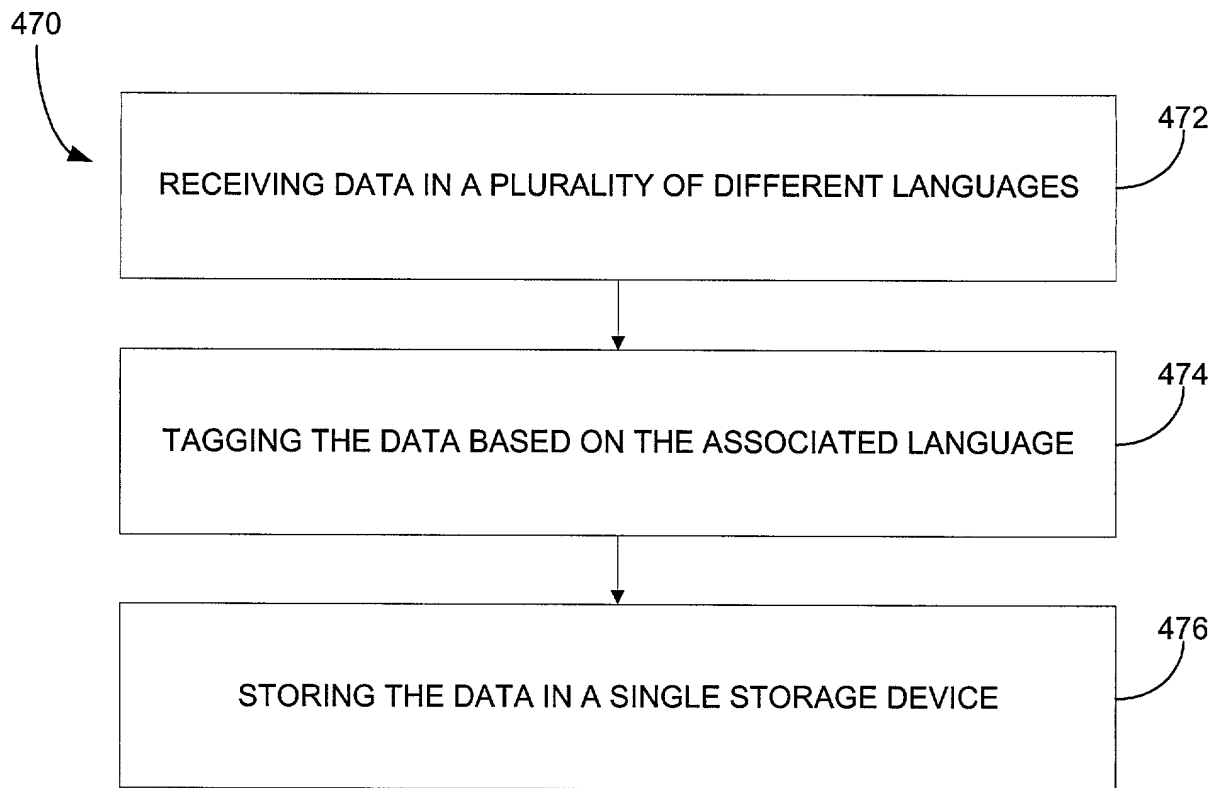 470
472
RECEIVING DATA IN A PLURALITY OF DIFFERENT LANGUAGES
474
TAGGING THE DATA BASED ON THE ASSOCIATED LANGUAGE
476
STORING THE DATA IN A SINGLE STORAGE DEVICE